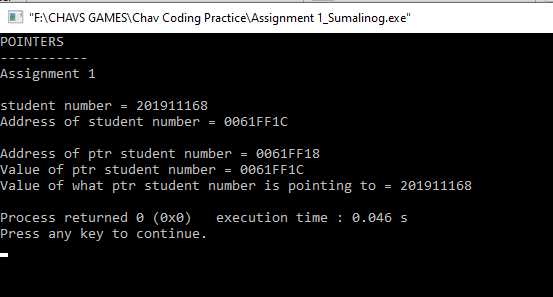 "F:\CHAVS GAMES\Chav Coding Practice\Assignment 1_Sumalinog.exe"
POINTERS
-----------
Assignment 1
student number = 201911168
Address of student number = 0061FF1C
Address of ptr student number = 0061FF18
Value of ptr student number = 0061FF1C
Value of what ptr student number is pointing to = 201911168
Process returned 0 (0x0)   execution time : 0.046 s
Press any key to continue.